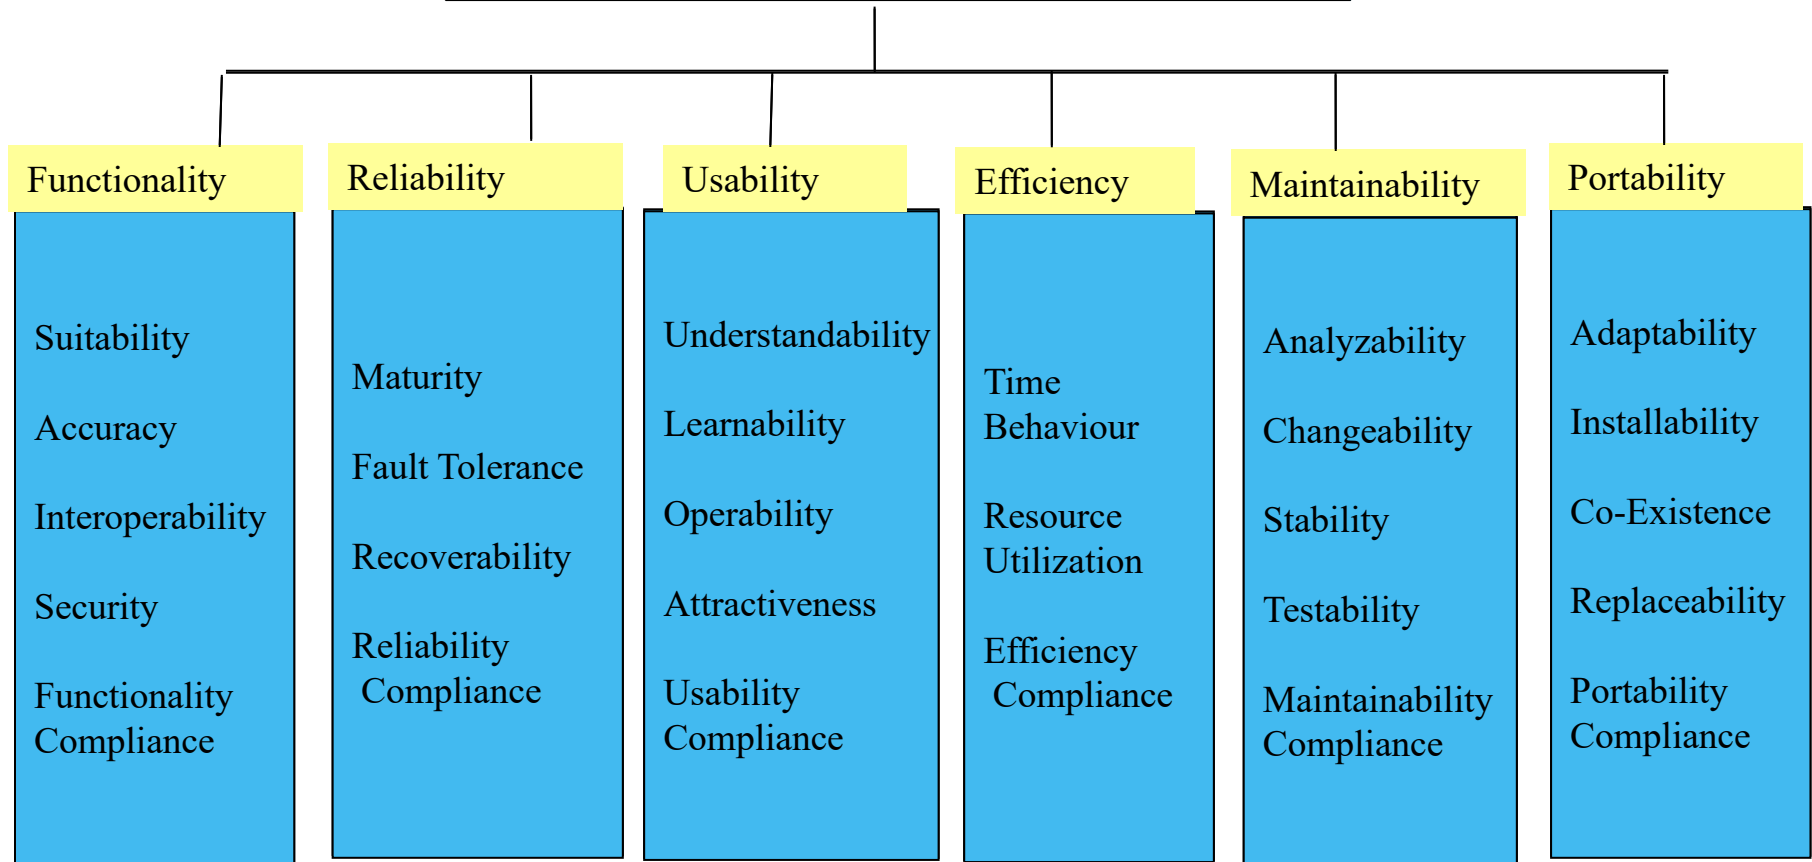 Functionality
Suitability
Accuracy
Interoperability
Security
Functionality
Compliance
Reliability
Maturity
Fault Tolerance
Recoverability
Reliability
Compliance
Usability
Understandability
Learnability
Operability
Attractiveness
Usability
Compliance
Efficiency
Time
Behaviour
Resource
Utilization
Efficiency
Compliance
Maintainability
Analyzability
Changeability
Stability
Testability
Maintainability
Compliance
Portability
Adaptability
Installability
Co-Existence
Replaceability
Portability
Compliance